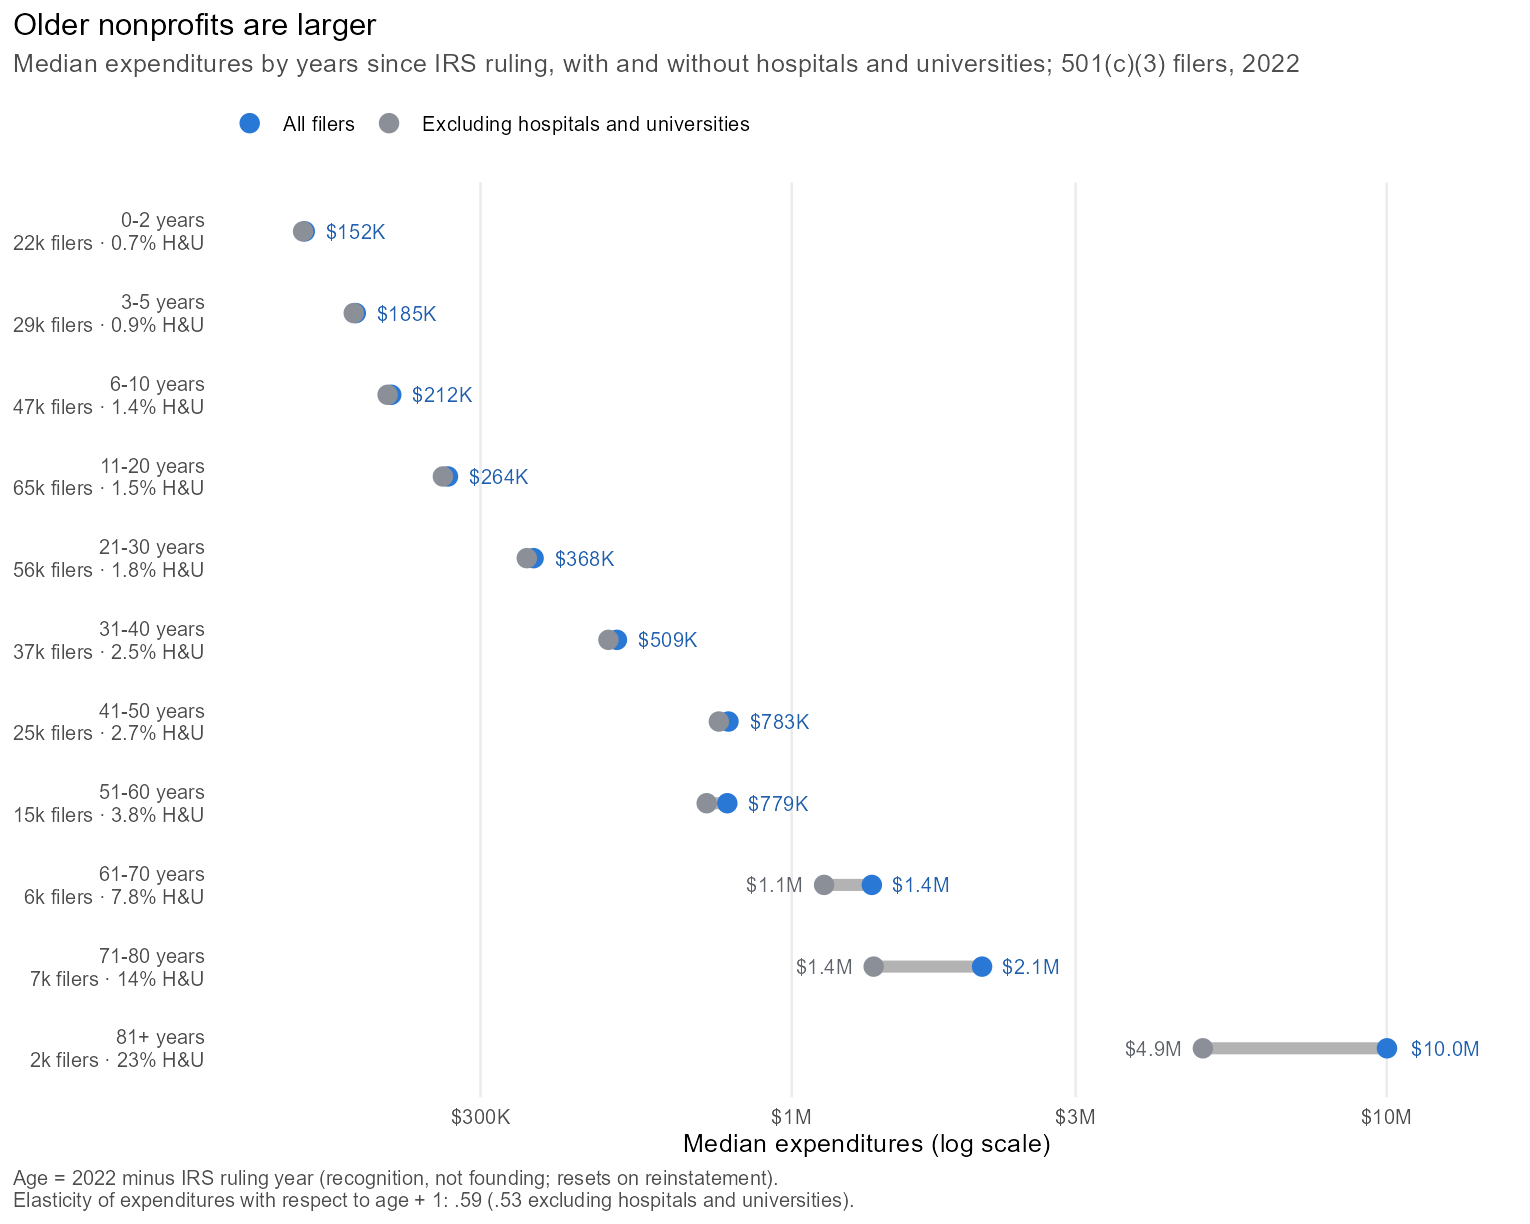 Older nonprofits are larger
Median expenditures by years since IRS ruling, with and without hospitals and universities; 501(c)(3) filers, 2022
All filers
Excluding hospitals and universities
0-2 years
22k filers · 0.7% H&U
$152K
3-5 years
29k filers · 0.9% H&U
$185K
6-10 years
47k filers · 1.4% H&U
$212K
11-20 years
65k filers · 1.5% H&U
$264K
21-30 years
56k filers · 1.8% H&U
$368K
31-40 years
37k filers · 2.5% H&U
$509K
41-50 years
25k filers · 2.7% H&U
$783K
51-60 years
15k filers · 3.8% H&U
$779K
61-70 years
6k filers · 7.8% H&U
$1.1M
$1.4M
71-80 years
7k filers · 14% H&U
$1.4M
$2.1M
81+ years
2k filers · 23% H&U
$4.9M
$10.0M
$300K
$1M
$3M
$10M
Median expenditures (log scale)
Age = 2022 minus IRS ruling year (recognition, not founding; resets on reinstatement).
Elasticity of expenditures with respect to age + 1: .59 (.53 excluding hospitals and universities).